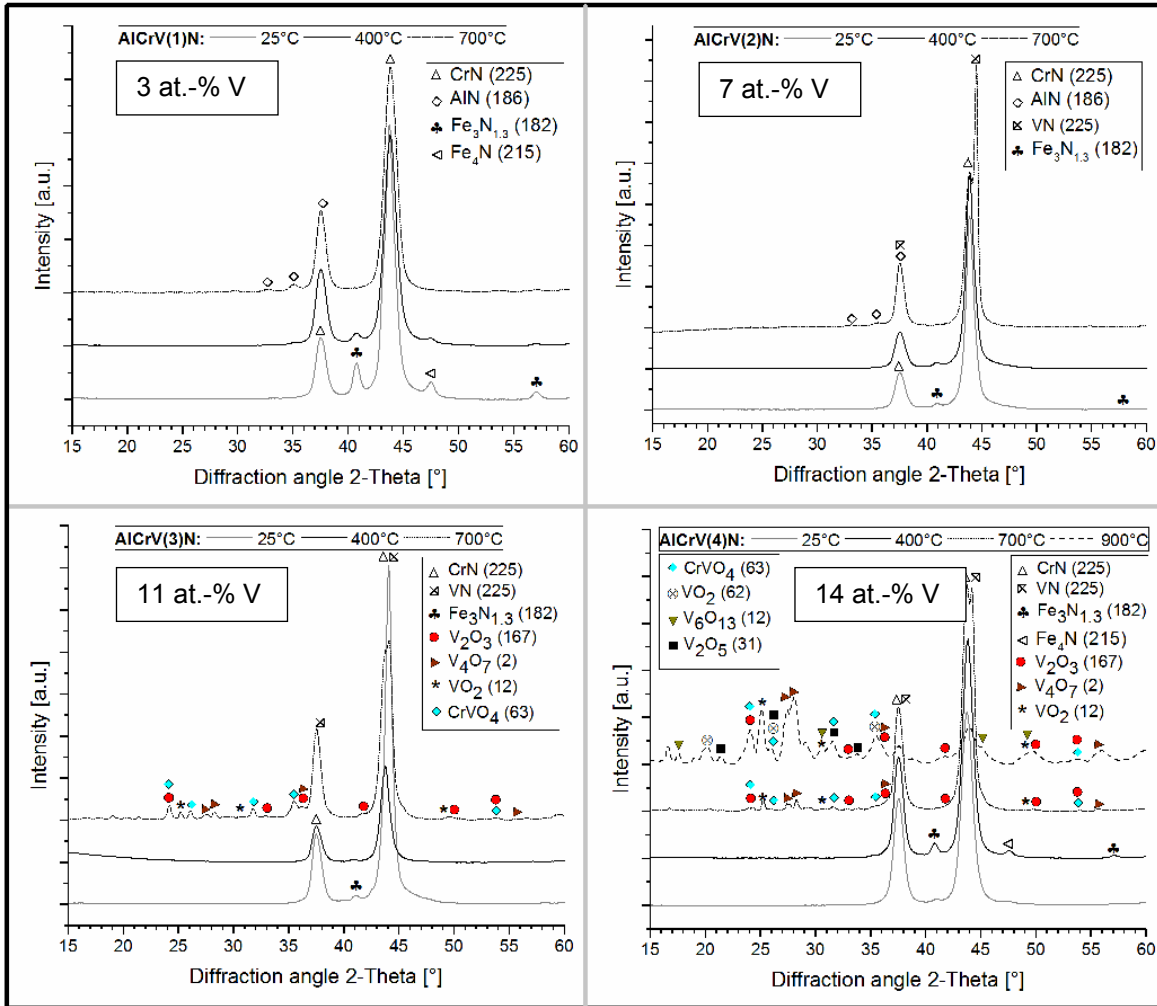 AlCrV(1)N: 25°C 400°C 700°C
3 at.-% V
CrN (225)
AlN (186)
Fe3N1.3 (182)
Fe4N (215)
Intensity [a.u.]
15 20 25 30 35 40 45 50 55 60
Diffraction angle 2-Theta [°]
AlCrV(2)N: 25°C 400°C 700°C
7 at.-% V
CrN (225)
AlN (186)
VN (225)
Fe3N1.3 (182)
Intensity [a.u.]
15 20 25 30 35 40 45 50 55 60
Diffraction angle 2-Theta [°]
AlCrV(3)N: 25°C 400°C 700°C
11 at.-% V
CrN (225)
VN (225)
Fe3N1.3 (182)
V2O3 (167)
V4O7 (2)
VO2 (12)
CrVO4 (63)
Intensity [a.u.]
15 20 25 30 35 40 45 50 55 60
Diffraction angle 2-Theta [°]
AlCrV(4)N: 25°C 400°C 700°C 900°C
CrVO4 (63)
VO2 (62)
V6O13 (12)
V2O5 (31)
14 at.-% V
CrN (225)
VN (225)
Fe3N1.3 (182)
Fe4N (215)
V2O3 (167)
V4O7 (2)
VO2 (12)
Intensity [a.u.]
15 20 25 30 35 40 45 50 55 60
Diffraction angle 2-Theta [°]